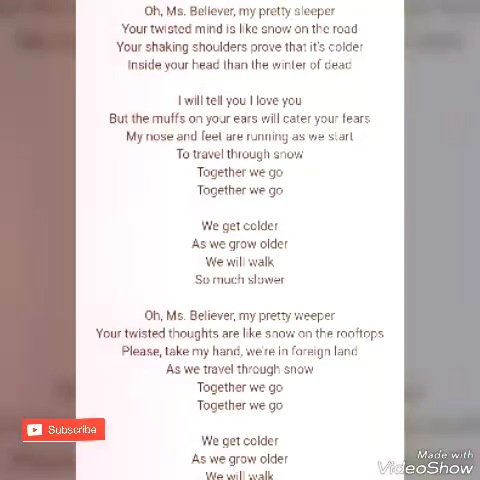 Oh, Ms. Believer, my pretty sleeper
Your twisted mind is like snow on the road
Your shaking shoulders prove that it's colder
Inside your head than the winter of dead
I will tell you I love you
But the muffs on your ears will cater your fears
My nose and feet are running as we start
To travel through snow
Together we go
Together we go
We get colder
As we grow older
We will walk
So much slower
Oh, Ms. Believer, my pretty weeper
Your twisted thoughts are like snow on the rooftops
Please, take my hand, we're in foreign land
As we travel through snow
Together we go
Together we go
We get colder
As we grow older
We will walk
Subscribe
Made with
VideoShow